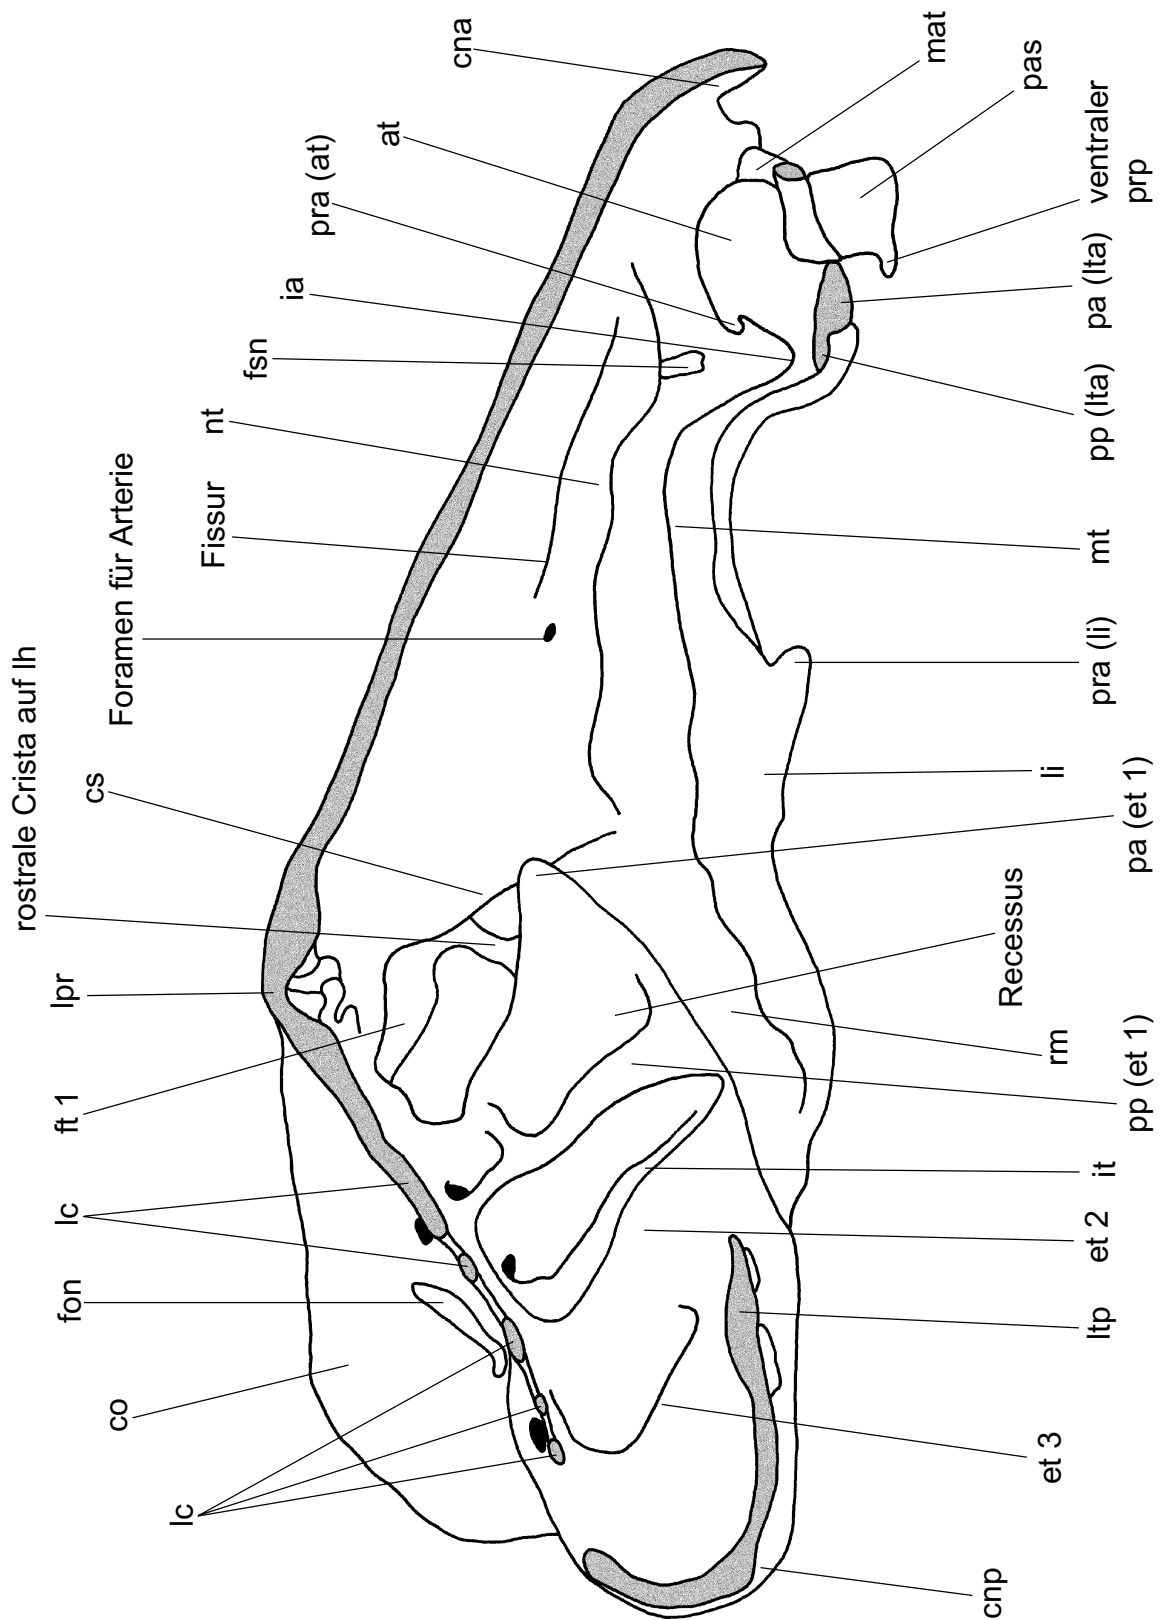 rostrale Crista auf lh
Foramen für Arterie
lc
co
fon
lc
ft 1
lpr
cs
Fissur
nt
fsn
ia
pra (at)
at
cna
cnp
et 3
ltp
et 2
it
pp (et 1)
rm
Recessus
pa (et 1)
li
pra (li)
mt
pp (lta)
pa (lta)
ventraler
prp
pas
mat